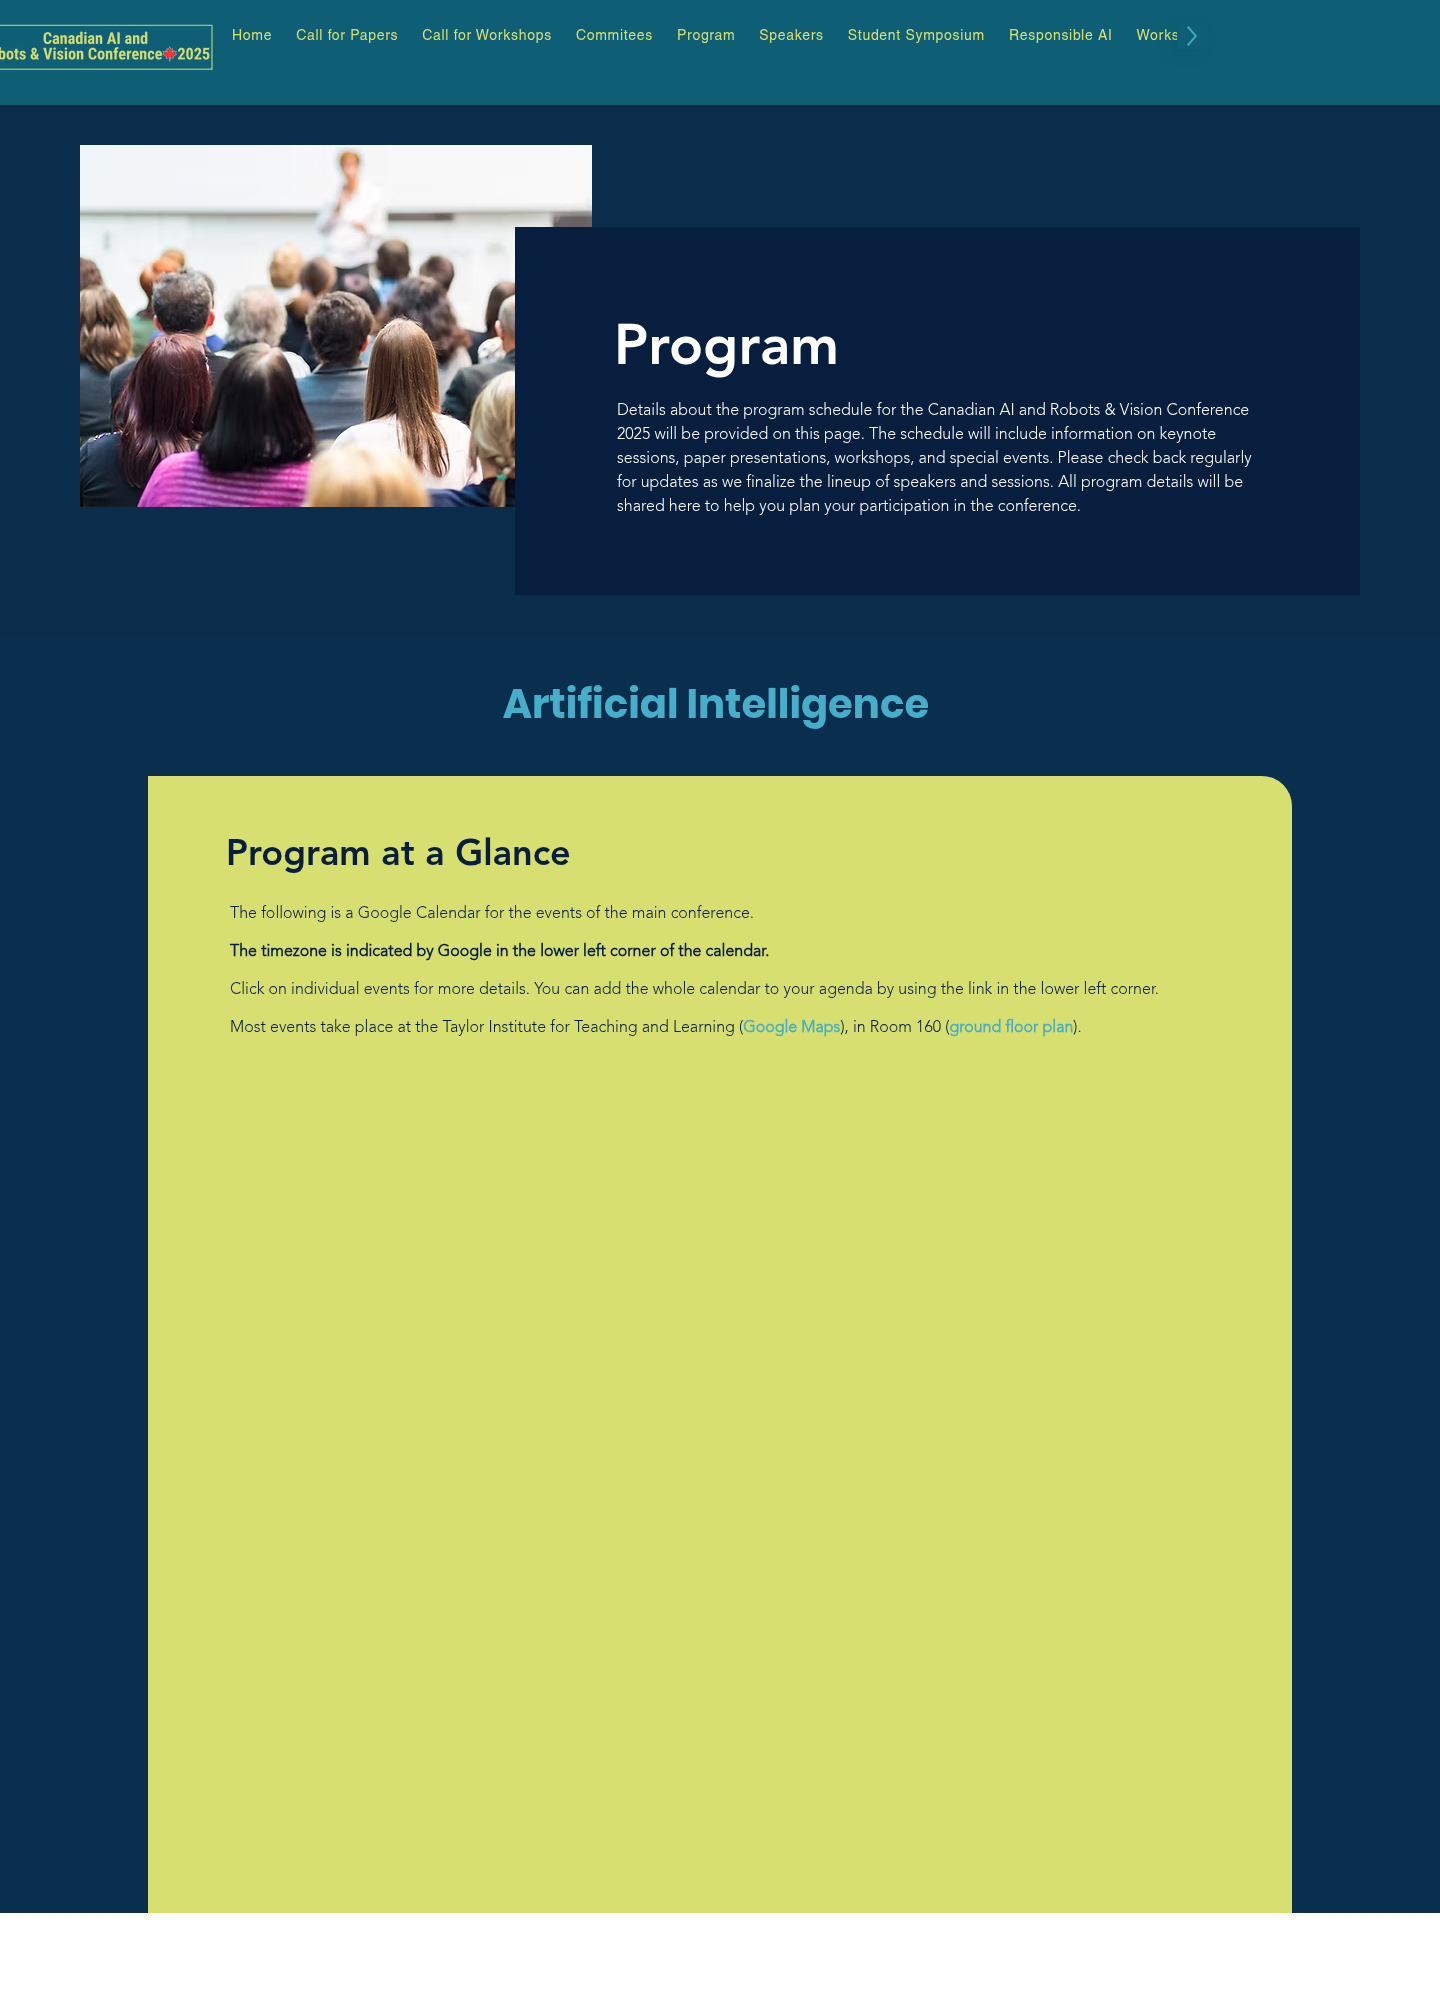 Canadian AI and
bots & Vision Conference 2025
Home Call for Papers Call for Workshops Commitees Program Speakers Student Symposium Responsible AI Works
Program
Details about the program schedule for the Canadian AI and Robots & Vision Conference
2025 will be provided on this page. The schedule will include information on keynote
sessions, paper presentations, workshops, and special events. Please check back regularly
for updates as we finalize the lineup of speakers and sessions. All program details will be
shared here to help you plan your participation in the conference.
Artificial Intelligence
Program at a Glance
The following is a Google Calendar for the events of the main conference.
The timezone is indicated by Google in the lower left corner of the calendar.
Click on individual events for more details. You can add the whole calendar to your agenda by using the link in the lower left corner.
Most events take place at the Taylor Institute for Teaching and Learning (Google Maps), in Room 160 (ground floor plan).